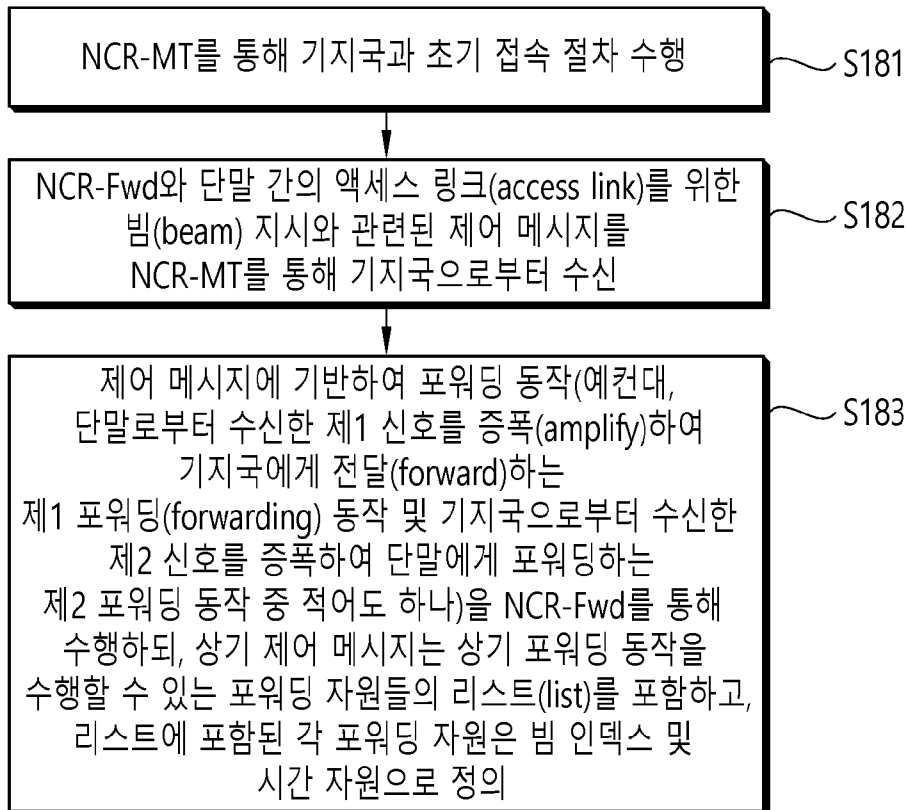 NCR-MT를 통해 기지국과 초기 접속 절차 수행
S181
NCR-Fwd와 단말 간의 액세스 링크(access link)를 위한
빔(beam) 지시와 관련된 제어 메시지를
NCR-MT를 통해 기지국으로부터 수신
S182
제어 메시지에 기반하여 포워딩 동작(예컨대,
단말로부터 수신한 제1 신호를 증폭(amplify)하여
기지국에게 전달(forward)하는
제1 포워딩(forwarding) 동작 및 기지국으로부터 수신한
제2 신호를 증폭하여 단말에게 포워딩하는
제2 포워딩 동작 중 적어도 하나)을 NCR-Fwd를 통해
수행하되, 상기 제어 메시지는 상기 포워딩 동작을
수행할 수 있는 포워딩 자원들의 리스트(list)를 포함하고,
리스트에 포함된 각 포워딩 자원은 빔 인덱스 및
시간 자원으로 정의
S183